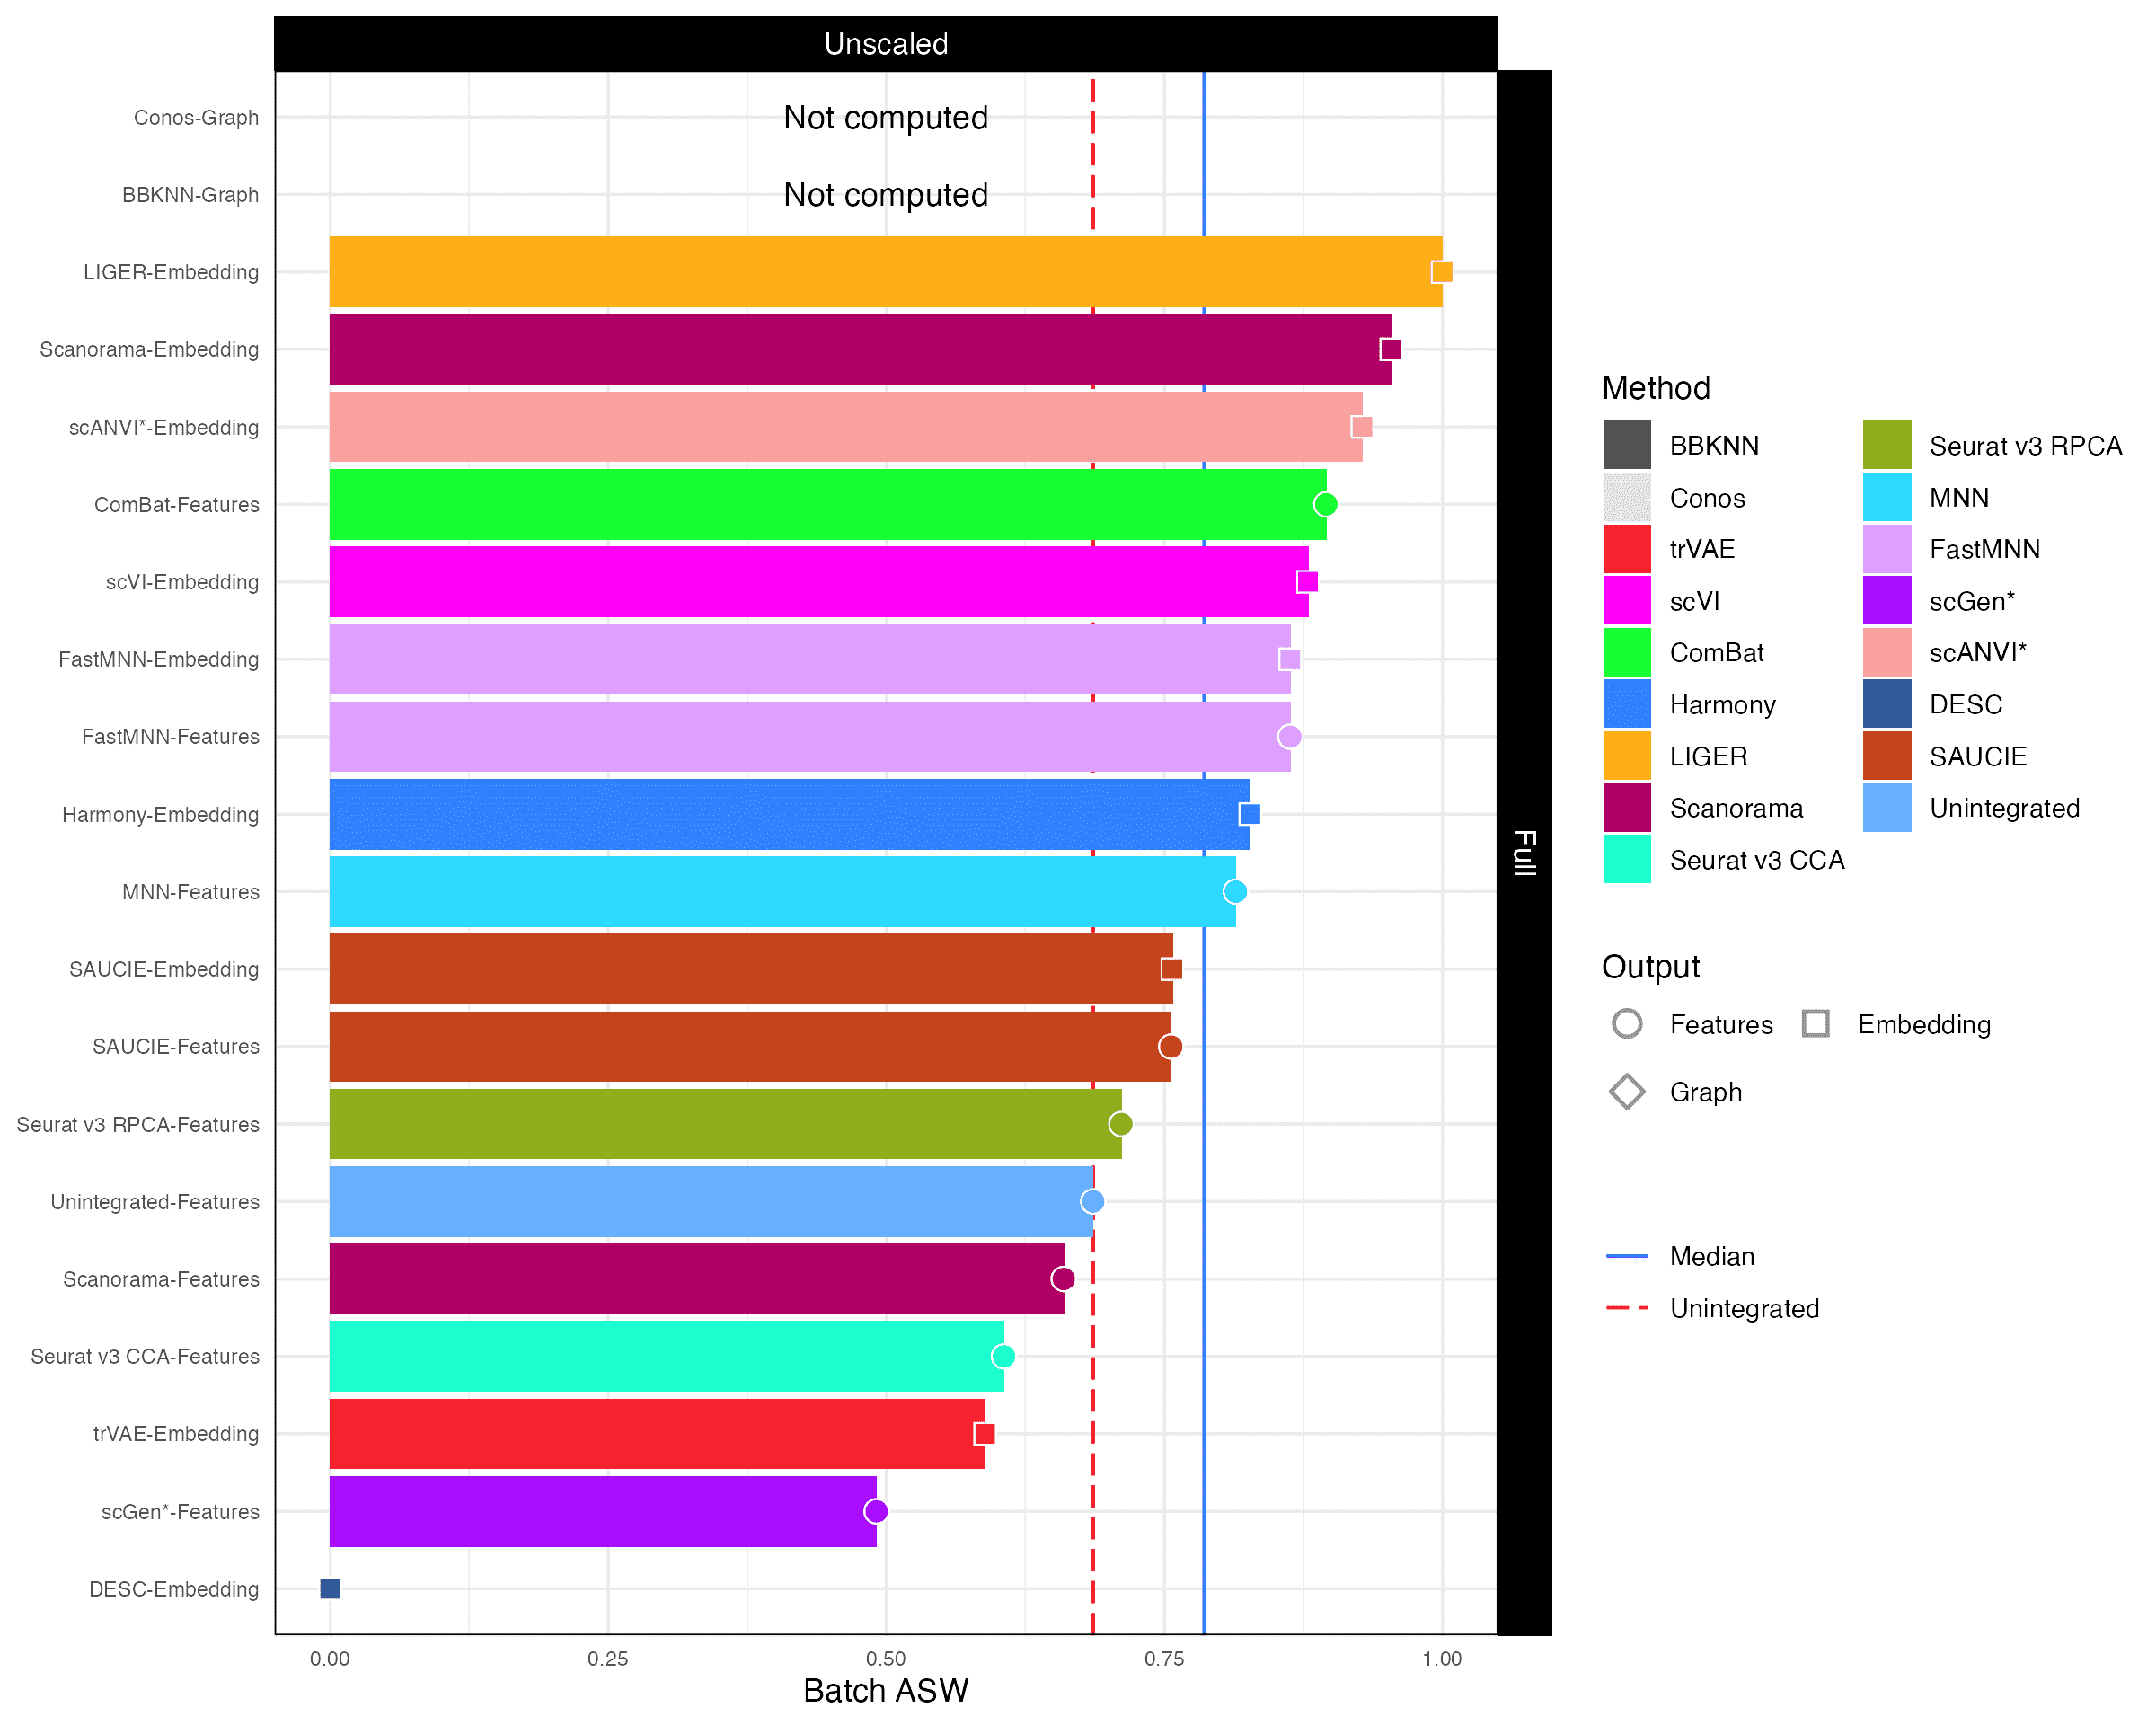 Unscaled
Conos-Graph
Not computed
BBKNN-Graph
Not computed
LIGER-Embedding
Scanorama-Embedding
scANVI*-Embedding
ComBat-Features
scVI-Embedding
FastMNN-Embedding
FastMNN-Features
Harmony-Embedding
MNN-Features
SAUCIE-Embedding
SAUCIE-Features
Seurat v3 RPCA-Features
Unintegrated-Features
Scanorama-Features
Seurat v3 CCA-Features
trVAE-Embedding
scGen*-Features
DESC-Embedding
0.00 0.25 0.50 0.75 1.00
Batch ASW
Full
Method
BBKNN
Conos
trVAE
scVI
ComBat
Harmony
LIGER
Scanorama
Seurat v3 CCA
Seurat v3 RPCA
MNN
FastMNN
scGen*
scANVI*
DESC
SAUCIE
Unintegrated
Output
Features Embedding
Graph
Median
Unintegrated